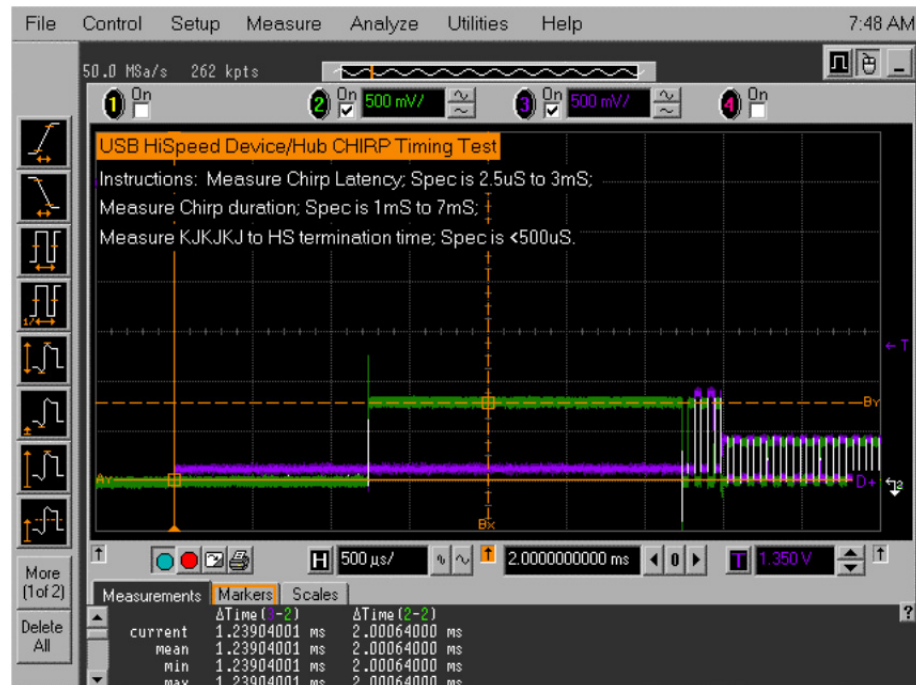 File Control Setup Measure Analyze Utilities Help 7:48 AM
50.0 MSa/s 262 kpts
1 On 2 On 500 mV/ 3 On 500 mV/ 4 On
USB HiSpeed Device/Hub CHIRP Timing Test
Instructions: Measure Chirp Latency; Spec is 2.5uS to 3mS;
Measure Chirp duration; Spec is 1mS to 7mS;
Measure KJKJKJ to HS termination time; Spec is <500uS.
T
By
Ay D+ 2
Bx
H 500 µs/ 2.0000000000 ms 0 T 1.350 V
More
(1of 2)
Delete
All
Measurements Markers Scales
ΔTime(3-2) ΔTime(2-2)
current 1.23904001 ms 2.00064000 ms
mean 1.23904001 ms 2.00064000 ms
min 1.23904001 ms 2.00064000 ms
max 1.23904001 ms 2.00064000 ms
?